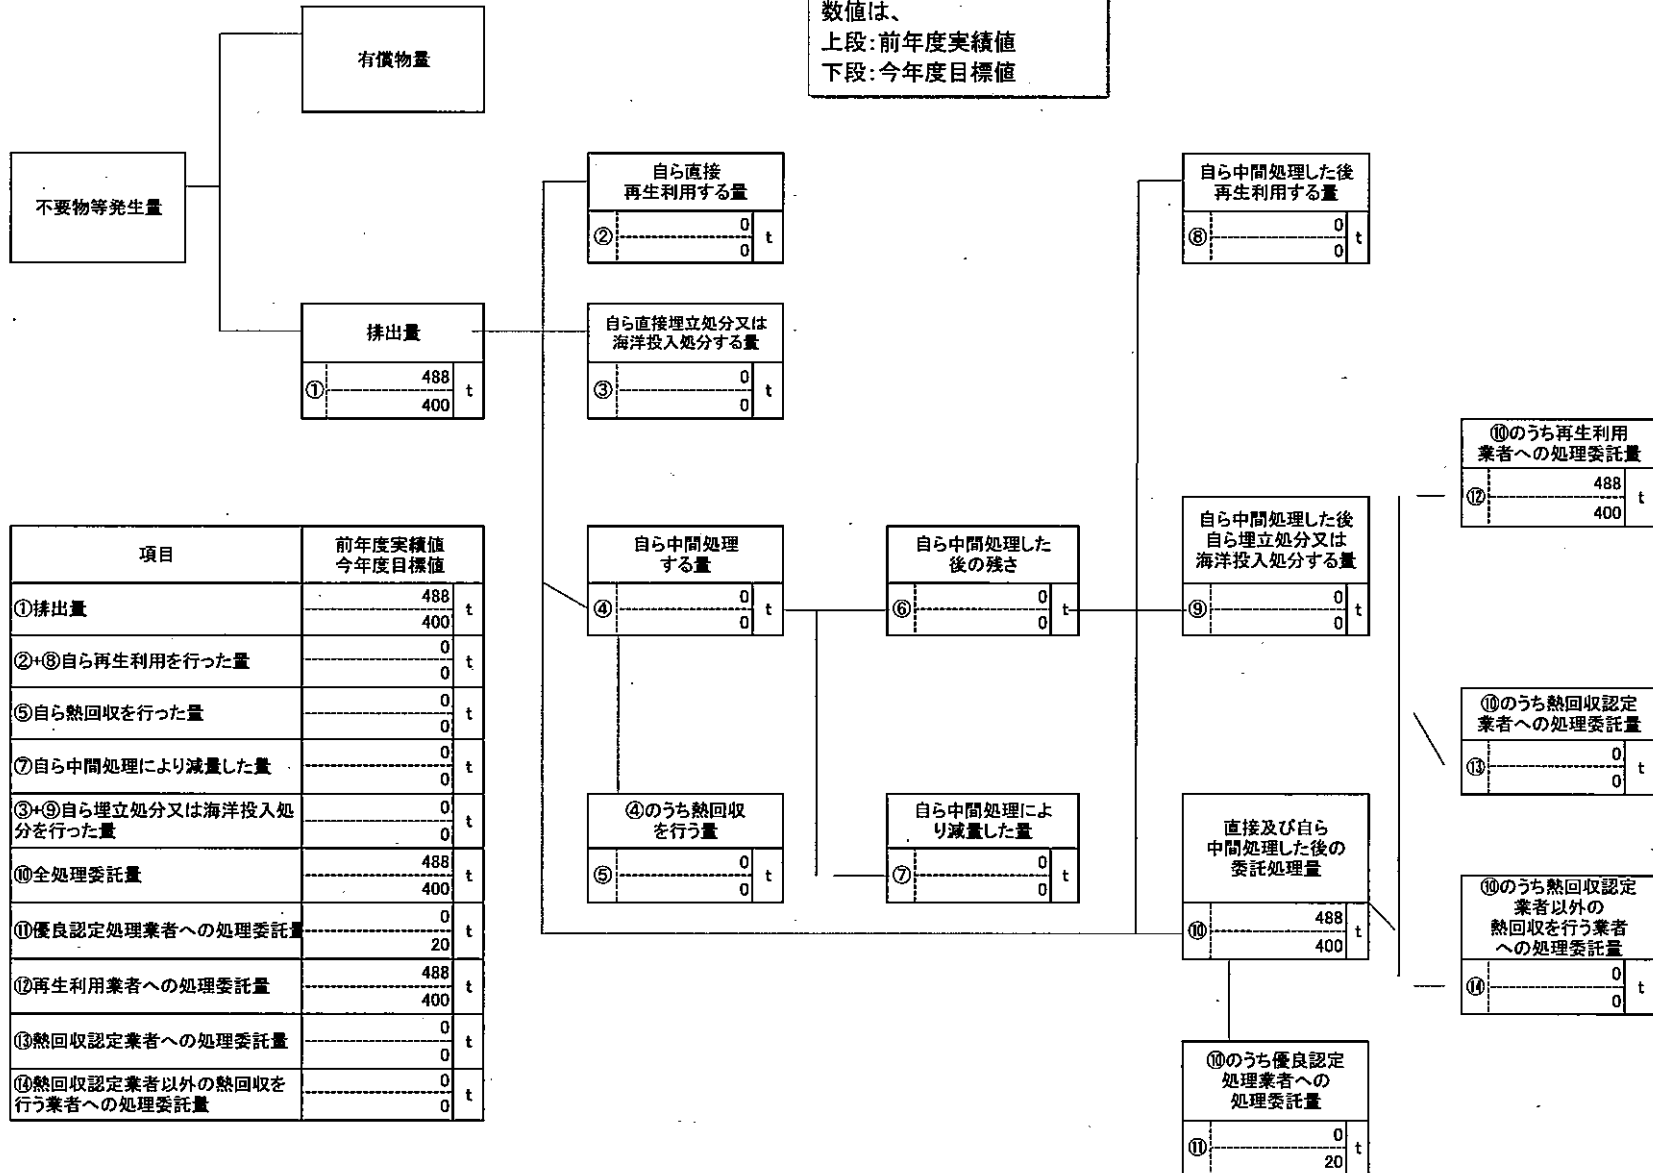 数値は、
上段:前年度実績値
下段:今年度目標値
有償物量
不要物等発生量
排出量
①
488
400
t
自ら直接
再生利用する量
②
0
0
t
自ら直接埋立処分又は
海洋投入処分する量
③
0
0
t
自ら中間処理
する量
④
0
0
t
④のうち熱回収
を行う量
⑤
0
0
t
自ら中間処理した
後の残さ
⑥
0
0
t
自ら中間処理によ
り減量した量
⑦
0
0
t
自ら中間処理した後
再生利用する量
⑧
0
0
t
自ら中間処理した後
自ら埋立処分又は
海洋投入処分する量
⑨
0
0
t
直接及び自ら
中間処理した後の
委託処理量
⑩
488
400
t
⑩のうち優良認定
処理業者への
処理委託量
⑪
0
20
t
⑩のうち再生利用
業者への処理委託量
⑫
488
400
t
⑩のうち熱回収認定
業者への処理委託量
⑬
0
0
t
⑩のうち熱回収認定
業者以外の
熱回収を行う業者
への処理委託量
⑭
0
0
t
項目
前年度実績値
今年度目標値
①排出量
488
400
t
②+⑧自ら再生利用を行った量
0
0
t
⑤自ら熱回収を行った量
0
0
t
⑦自ら中間処理により減量した量
0
0
t
③+⑨自ら埋立処分又は海洋投入処
分を行った量
0
0
t
⑩全処理委託量
488
400
t
⑪優良認定処理業者への処理委託量
0
20
t
⑫再生利用業者への処理委託量
488
400
t
⑬熱回収認定業者への処理委託量
0
0
t
⑭熱回収認定業者以外の熱回収を
行う業者への処理委託量
0
0
t